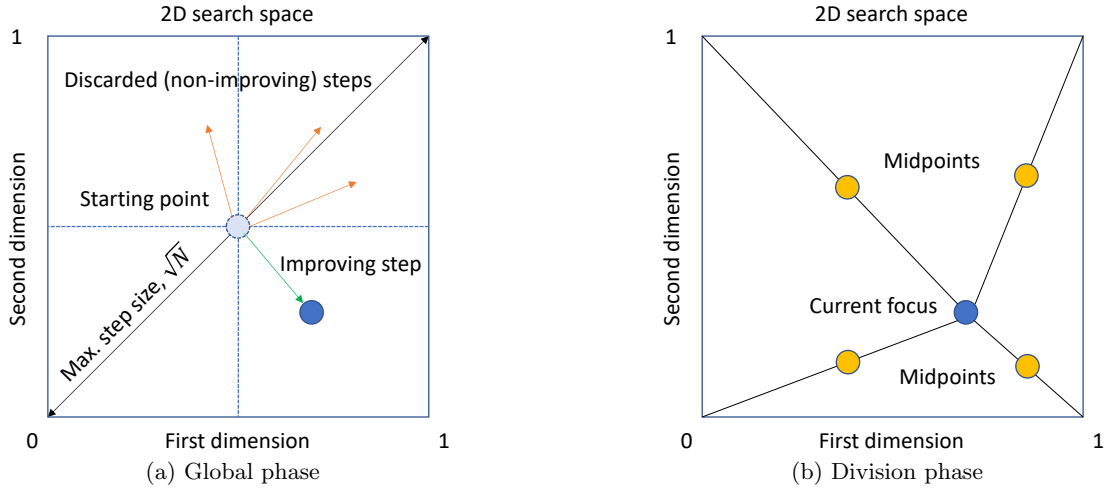 2D search space
1
Discarded (non-improving) steps
Starting point
Improving step
Max. step size, √N
Second dimension
0
First dimension
1
(a) Global phase
2D search space
1
Midpoints
Current focus
Midpoints
Second dimension
0
First dimension
1
(b) Division phase